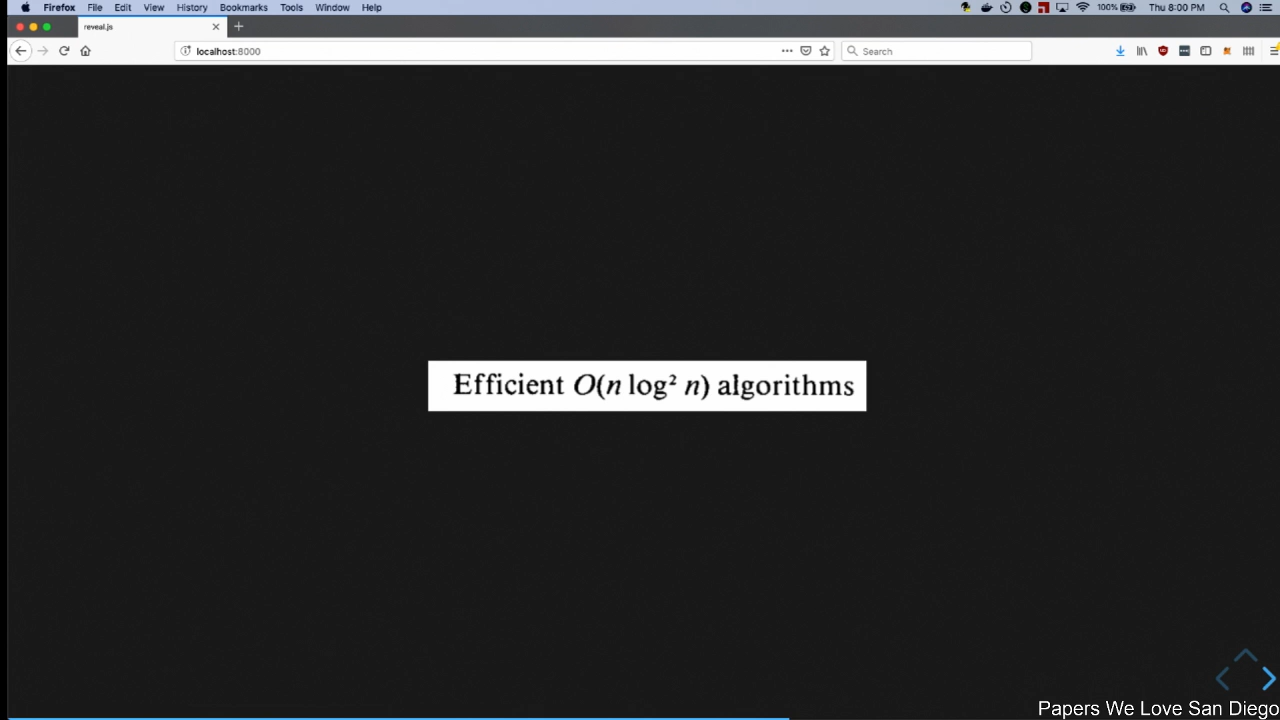 Firefox File Edit View History Bookmarks Tools Window Help 100% Thu 8:00 PM
reveal.js
localhost:8000 Search
Efficient O(n log² n) algorithms
Papers We Love San Diego